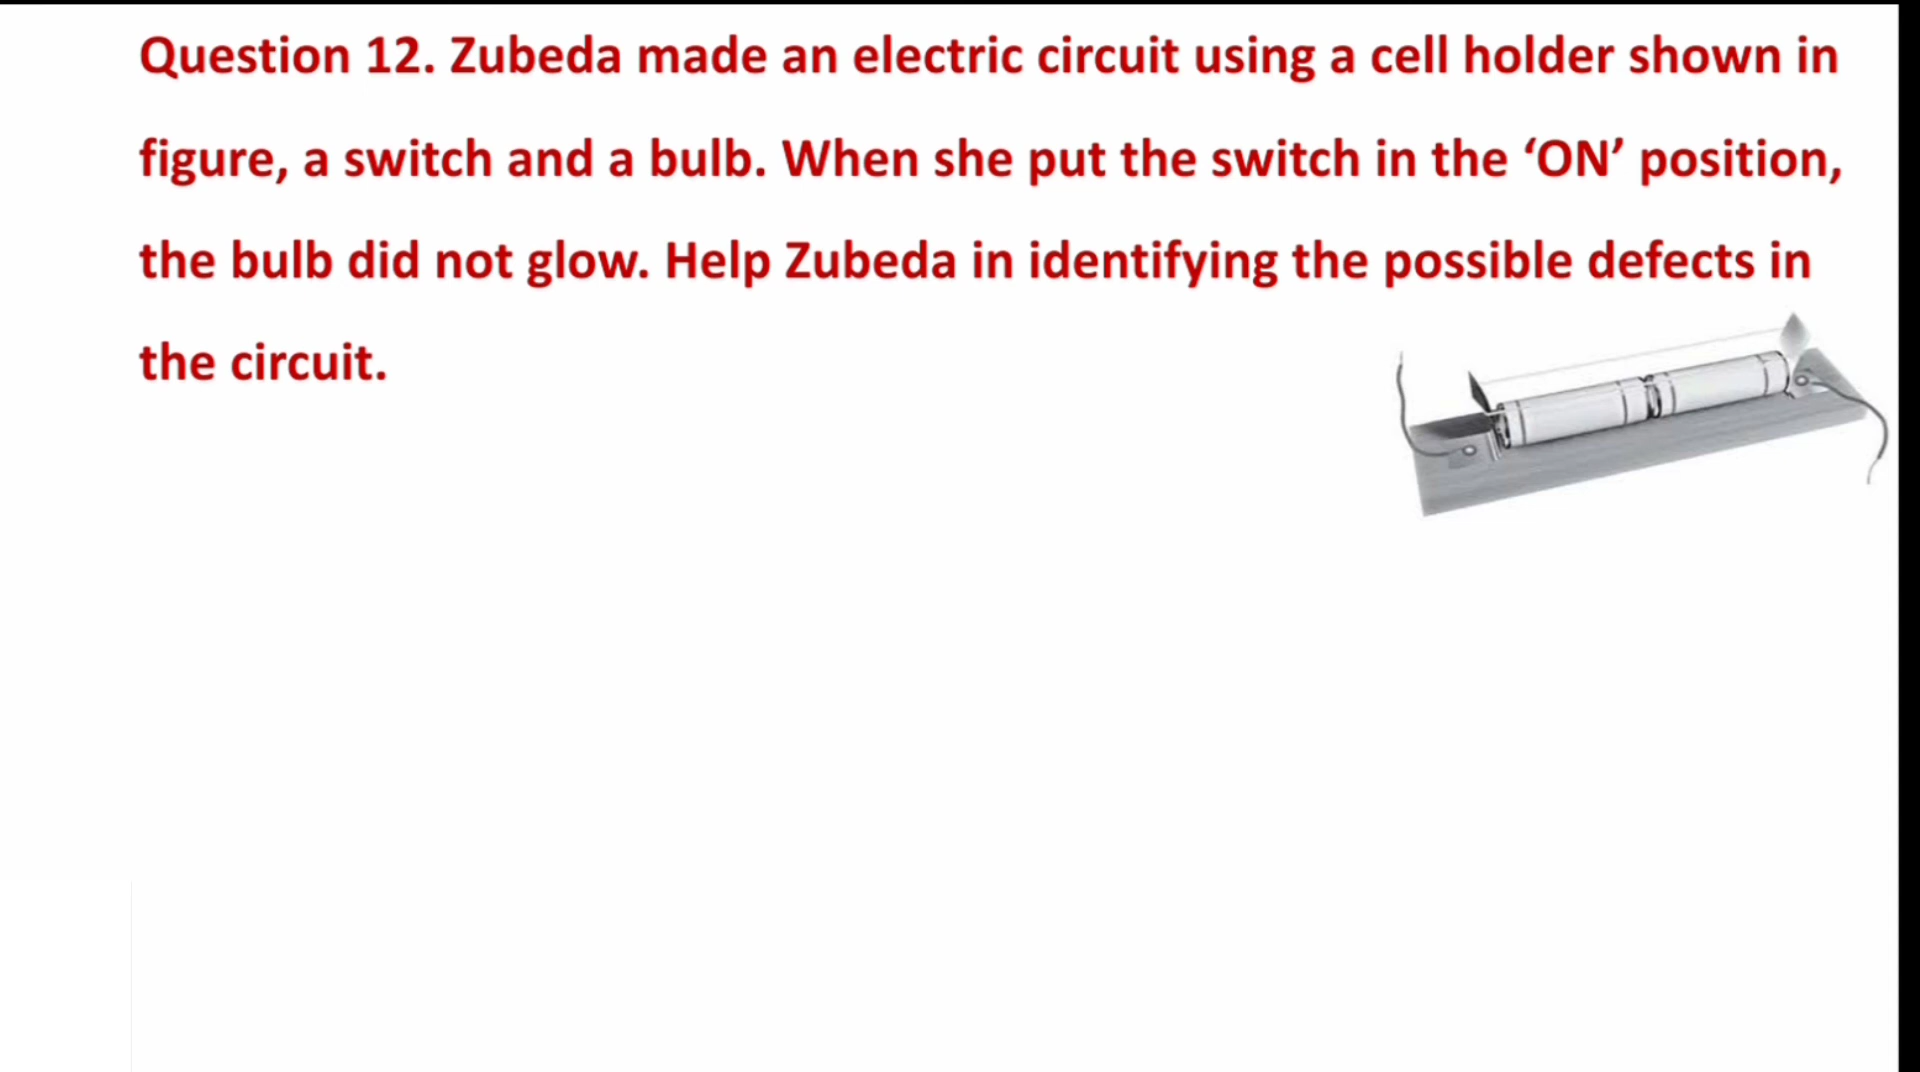 Question 12. Zubeda made an electric circuit using a cell holder shown in
figure, a switch and a bulb. When she put the switch in the ‘ON’ position,
the bulb did not glow. Help Zubeda in identifying the possible defects in
the circuit.